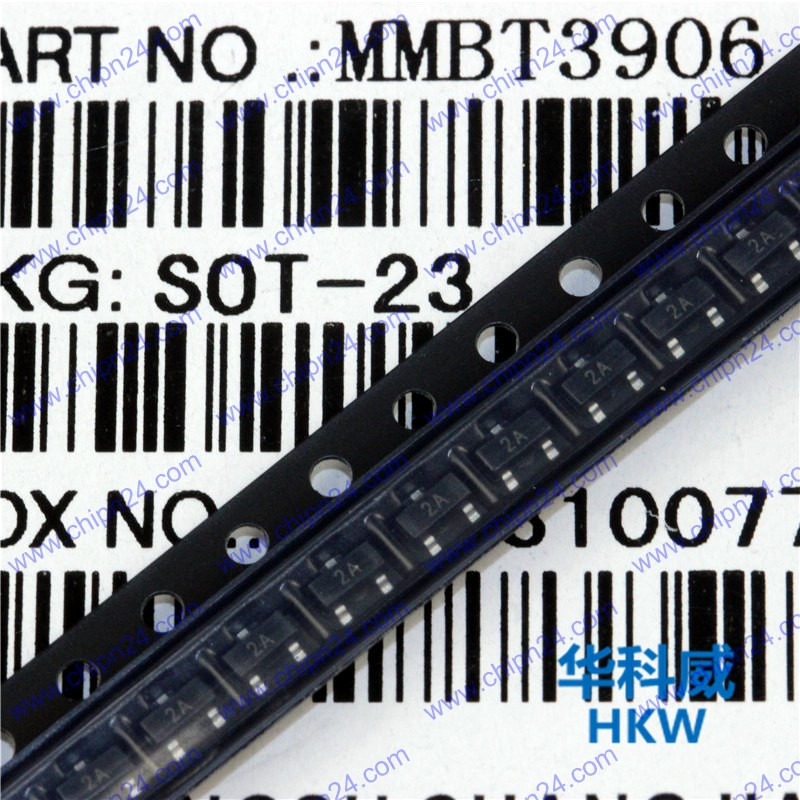 ART NO .:MMBT3906
KG: SOT-23
OX NO
310077
2A
2A
2A
2A
2A
2A
2A
2A
2A
华科威
HKW
www.chipn24.com